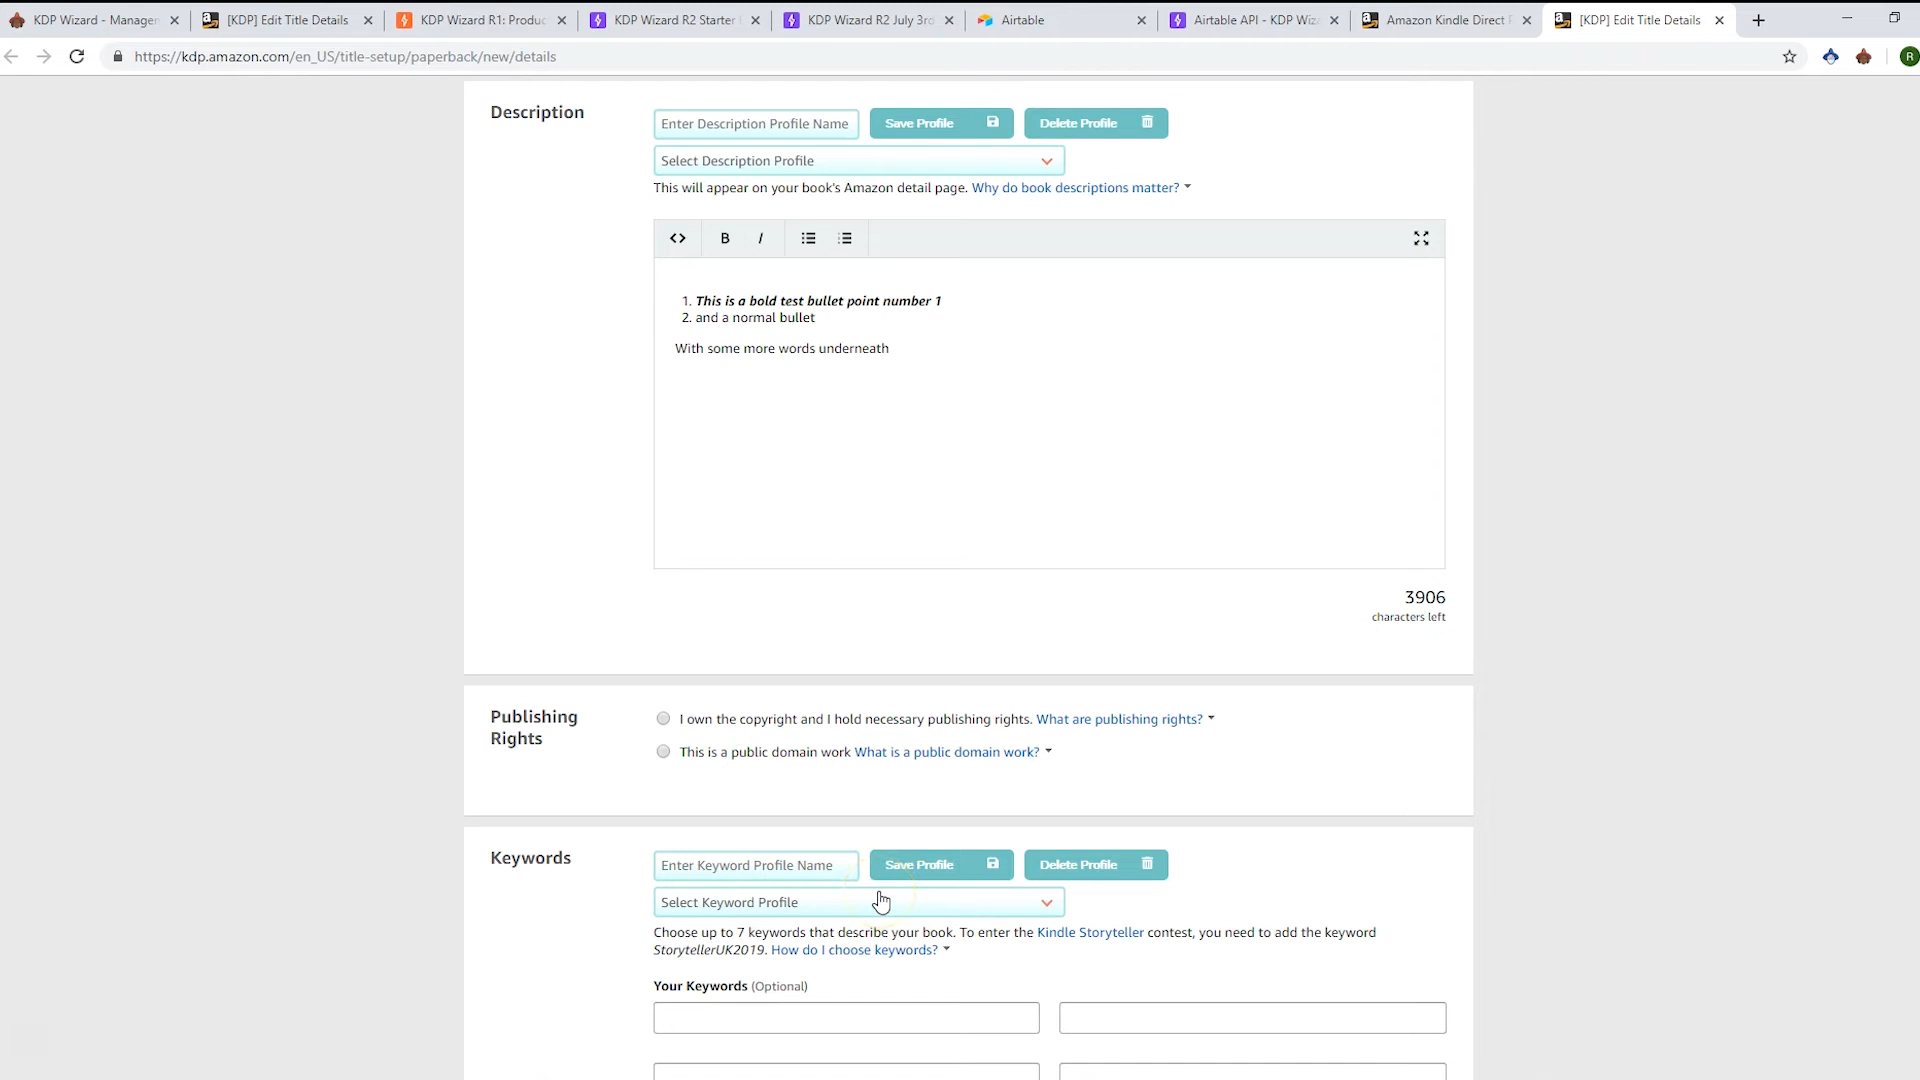 KDP Wizard - Manager
[KDP] Edit Title Details
KDP Wizard R1: Produc
KDP Wizard R2 Starter
KDP Wizard R2 July 3rd
Airtable
Airtable API - KDP Wiza
Amazon Kindle Direct P
[KDP] Edit Title Details
https://kdp.amazon.com/en_US/title-setup/paperback/new/details
R
Description
Enter Description Profile Name
Save Profile
Delete Profile
Select Description Profile
This will appear on your book's Amazon detail page. Why do book descriptions matter?
B I
1. This is a bold test bullet point number 1
2. and a normal bullet
With some more words underneath
3906
characters left
Publishing
Rights
I own the copyright and I hold necessary publishing rights. What are publishing rights?
This is a public domain work What is a public domain work?
Keywords
Enter Keyword Profile Name
Save Profile
Delete Profile
Select Keyword Profile
Choose up to 7 keywords that describe your book. To enter the Kindle Storyteller contest, you need to add the keyword
StorytellerUK2019. How do I choose keywords?
Your Keywords (Optional)